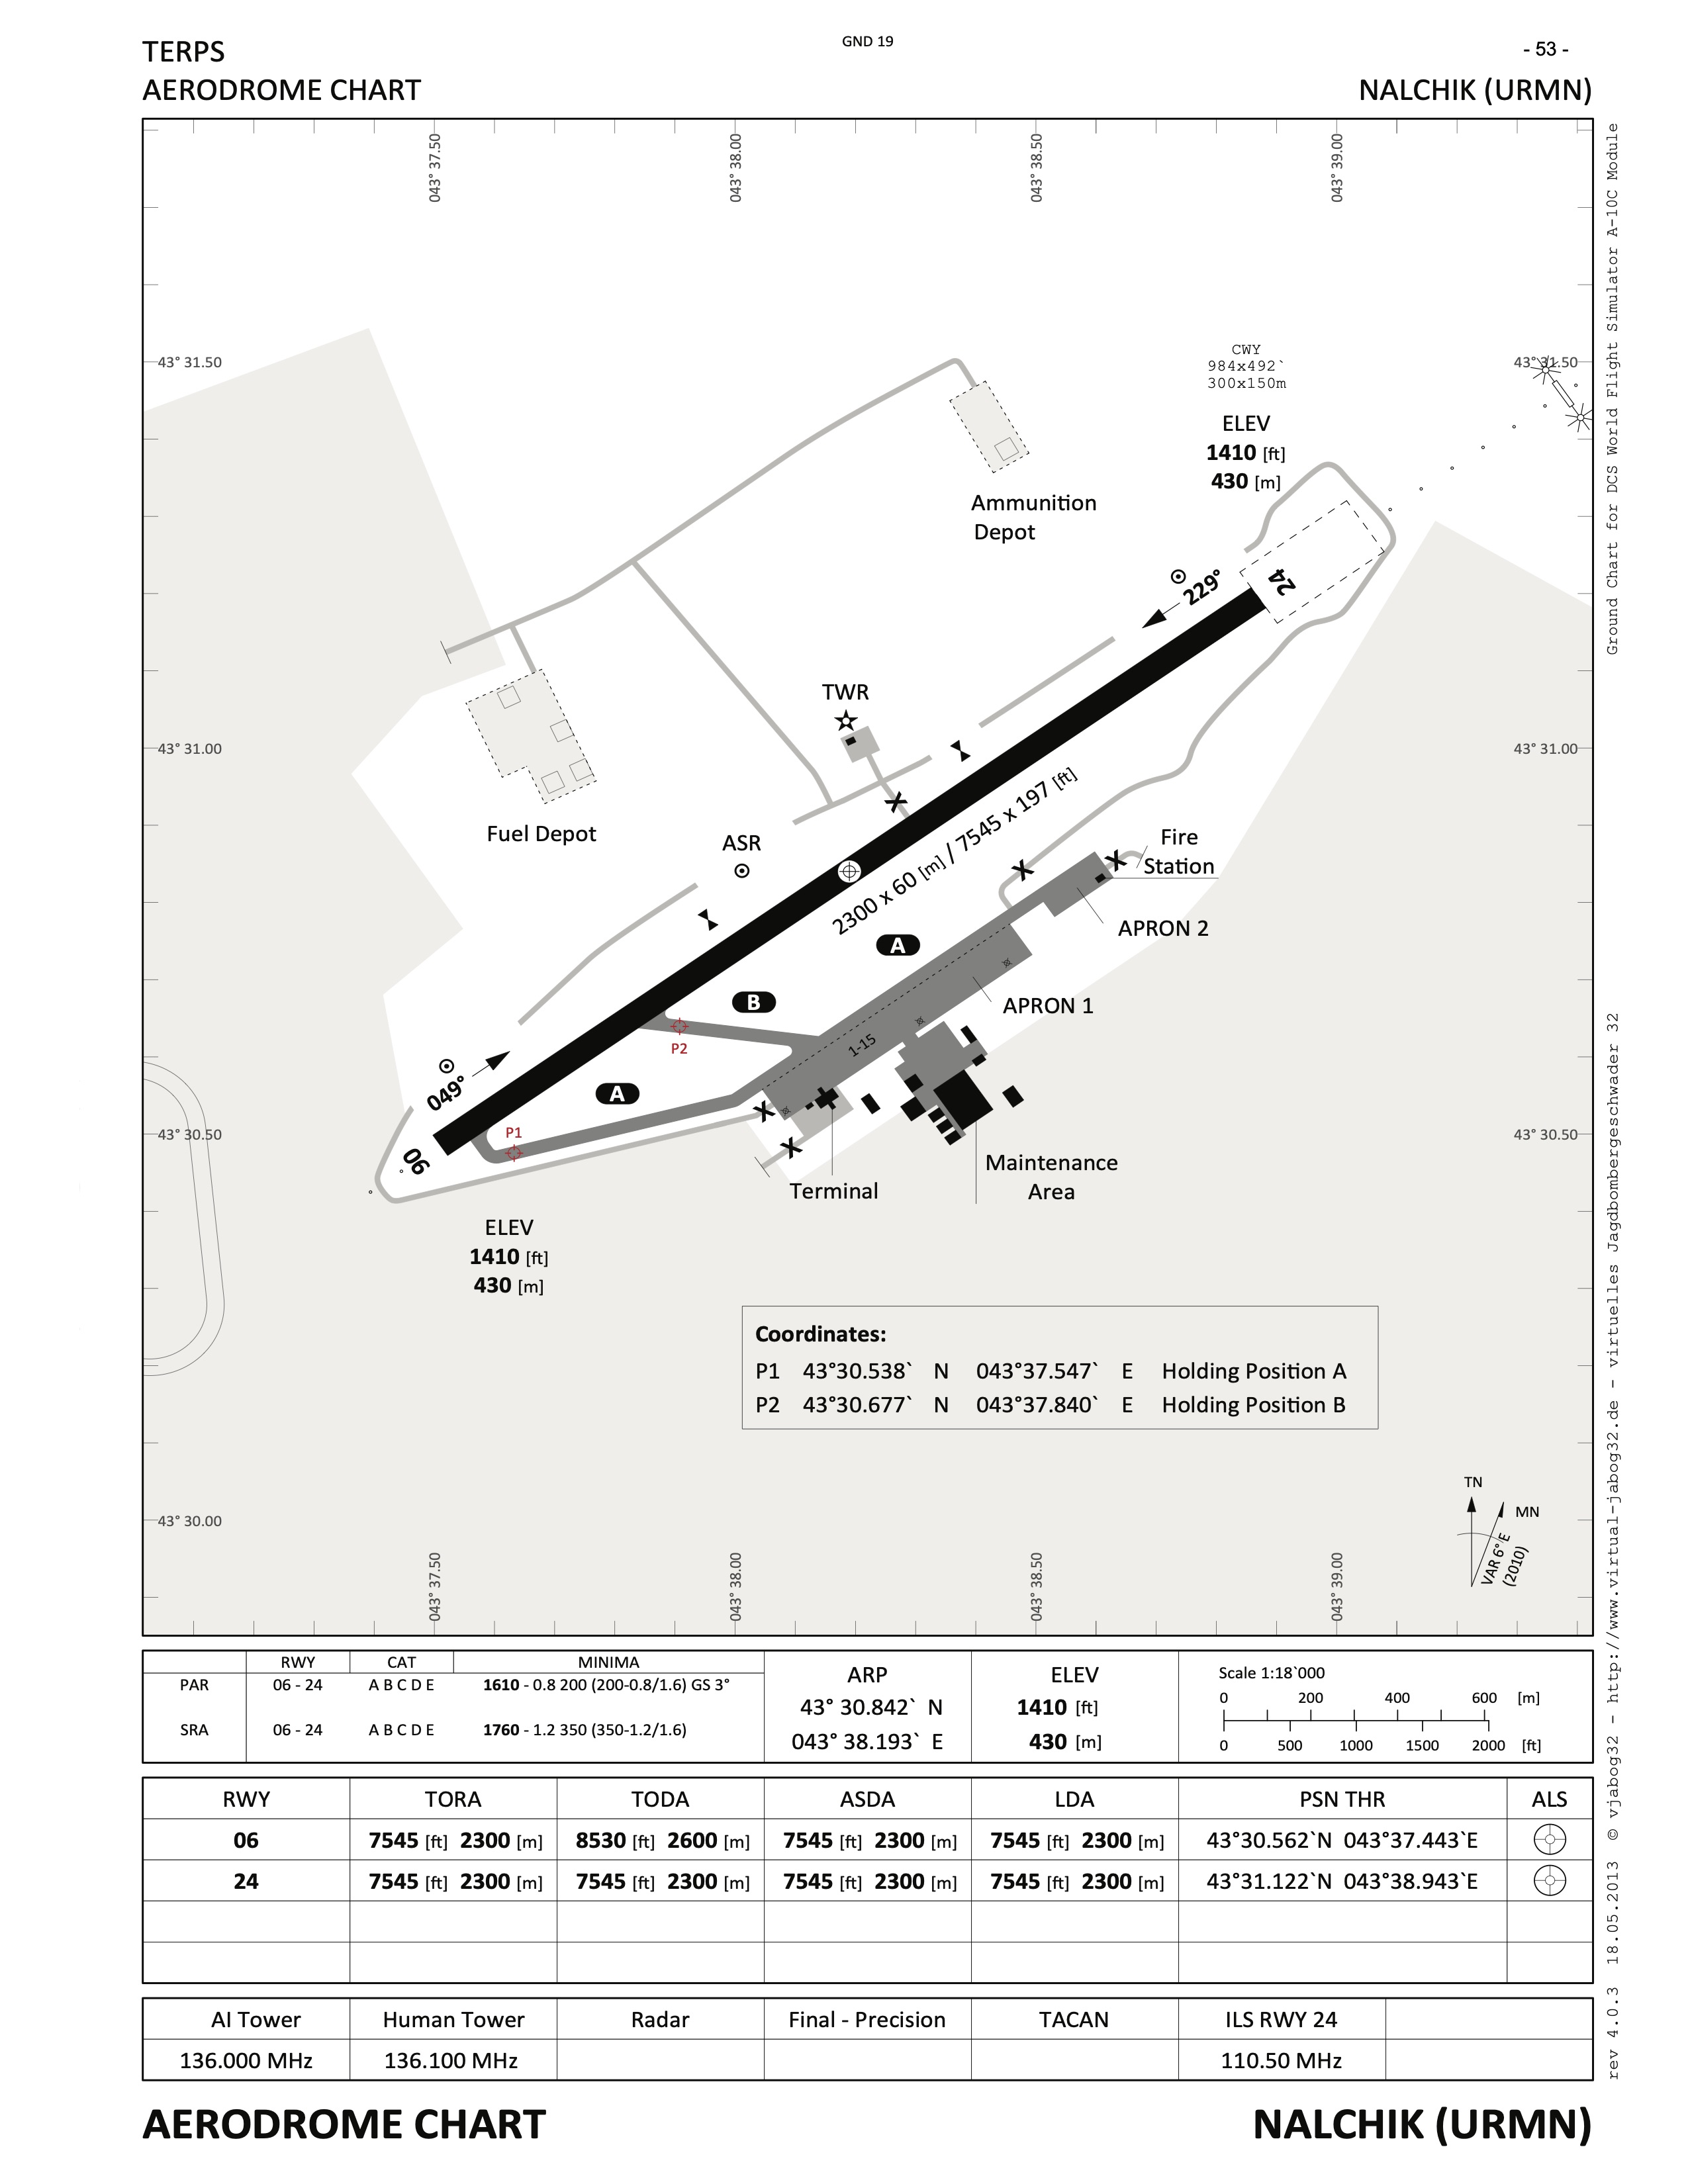 TERPS
GND 19
- 53 -
AERODROME CHART
NALCHIK (URMN)
043° 37.50
043° 38.00
043° 38.50
043° 39.00
Ground Chart for DCS World Flight Simulator A-10C Module
43° 31.50
CWY
984x492`
300x150m
43° 31.50
ELEV
1410 [ft]
430 [m]
Ammunition
Depot
24
229°
TWR
43° 31.00
43° 31.00
2300 x 60 [m] / 7545 x 197 [ft]
Fuel Depot
ASR
Fire
Station
APRON 2
A
B
APRON 1
P2
1-15
049°
A
P1
43° 30.50
43° 30.50
06
Maintenance
Area
Terminal
ELEV
1410 [ft]
430 [m]
Coordinates:
P1 43°30.538` N 043°37.547` E Holding Position A
P2 43°30.677` N 043°37.840` E Holding Position B
TN
MN
VAR 6° E
(2010)
43° 30.00
043° 37.50
043° 38.00
043° 38.50
043° 39.00
rev 4.0.3 18.05.2013 © vjabog32 - http://www.virtual-jabog32.de - virtuelles Jagdbombergeschwader 32
RWY CAT MINIMA
PAR 06 - 24 A B C D E 1610 - 0.8 200 (200-0.8/1.6) GS 3°
SRA 06 - 24 A B C D E 1760 - 1.2 350 (350-1.2/1.6)
ARP
43° 30.842` N
043° 38.193` E
ELEV
1410 [ft]
430 [m]
Scale 1:18`000
0 200 400 600 [m]
0 500 1000 1500 2000 [ft]
RWY TORA TODA ASDA LDA PSN THR ALS
06 7545 [ft] 2300 [m] 8530 [ft] 2600 [m] 7545 [ft] 2300 [m] 7545 [ft] 2300 [m] 43°30.562`N 043°37.443`E
24 7545 [ft] 2300 [m] 7545 [ft] 2300 [m] 7545 [ft] 2300 [m] 7545 [ft] 2300 [m] 43°31.122`N 043°38.943`E
AI Tower Human Tower Radar Final - Precision TACAN ILS RWY 24
136.000 MHz 136.100 MHz 110.50 MHz
AERODROME CHART
NALCHIK (URMN)